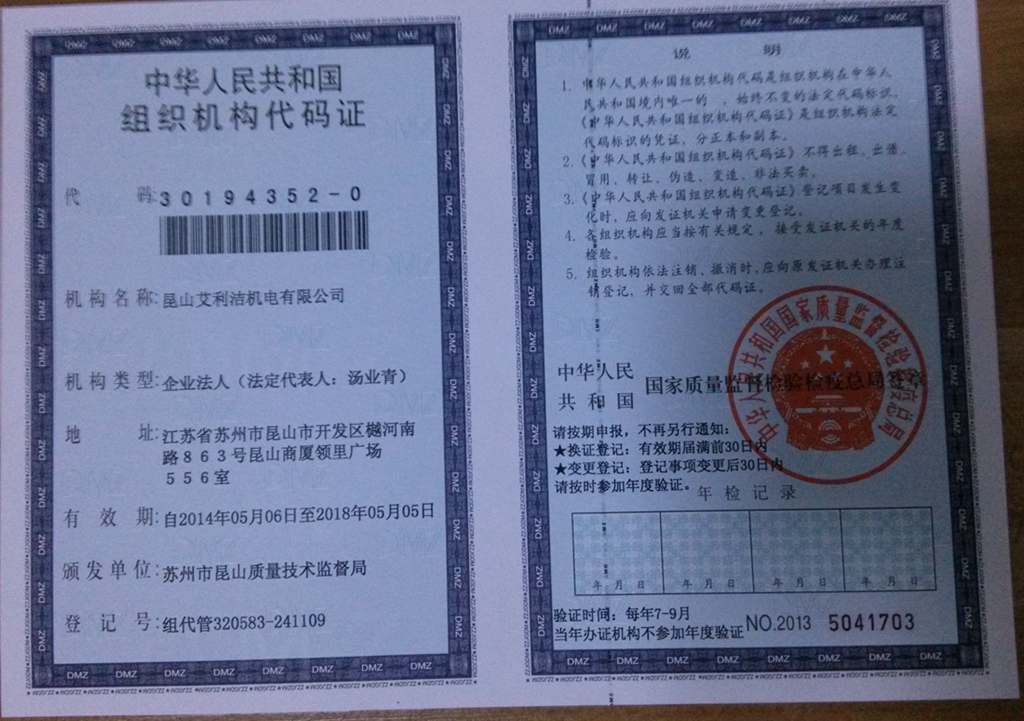 中华人民共和国
组织机构代码证
代 码:30194352-0
机构名称:昆山艾利洁机电有限公司
机构类型:企业法人（法定代表人：汤业青）
地 址:江苏省苏州市昆山市开发区樾河南
路８６３号昆山商厦领里广场
５５６室
有 效 期:自2014年05月06日至2018年05月05日
颁发单位:苏州市昆山质量技术监督局
登 记 号:组代管320583-241109
说 明
1. 中华人民共和国组织机构代码是组织机构在中华人
民共和国境内唯一的 、始终不变的法定代码标识，
《中华人民共和国组织机构代码证》是组织机构法定
代码标识的凭证，分正本和副本。
2.《中华人民共和国组织机构代码证》不得出租、出借、
冒用、转让、伪造、变造、非法买卖。
3.《中华人民共和国组织机构代码证》登记项目发生变
化时，应向发证机关申请变更登记。
4. 各组织机构应当按有关规定，接受发证机关的年度
检验。
5. 组织机构依法注销、撤消时，应向原发证机关办理注
销登记，并交回全部代码证。
中华人民
共和国
国家质量监督检验检疫总局签章
中华人民共和国国家质量监督检验检疫总局
请按期申报，不再另行通知：
★换证登记：有效期届满前30日内
★变更登记：登记事项变更后30日内
请按时参加年度验证。
年检记录
年 月 日 年 月 日 年 月 日 年 月 日
验证时间：每年7-9月
当年办证机构不参加年度验证
NO.2013 5041703